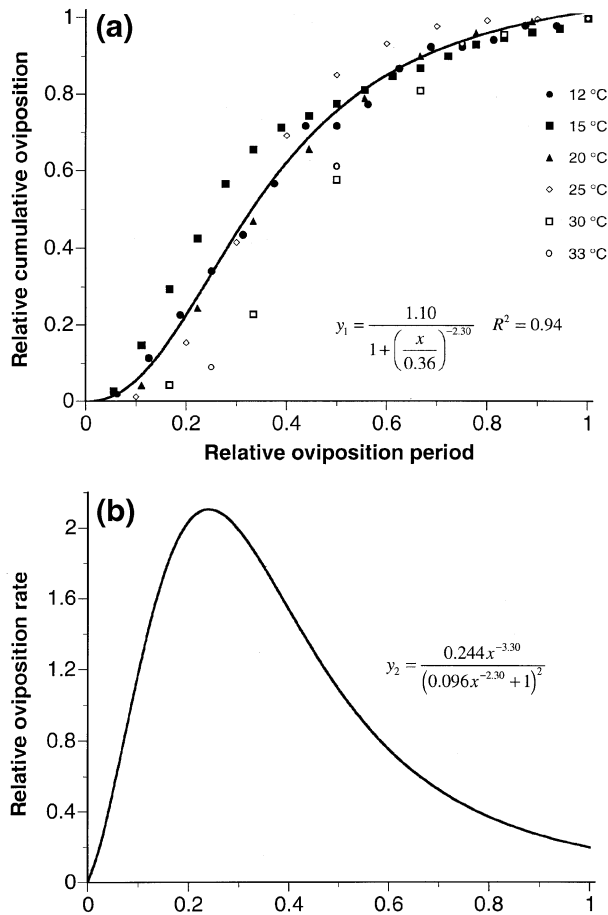 (a)
Relative cumulative oviposition
1
0.8
0.6
0.4
0.2
0
0 0.2 0.4 0.6 0.8 1
Relative oviposition period
12 °C
15 °C
20 °C
25 °C
30 °C
33 °C
y₁ = 1.10 / (1 + (x / 0.36)^−2.30) R² = 0.94
(b)
Relative oviposition rate
2
1.6
1.2
0.8
0.4
0
0 0.2 0.4 0.6 0.8 1
y₂ = 0.244x^−3.30 / (0.096x^−2.30 + 1)²